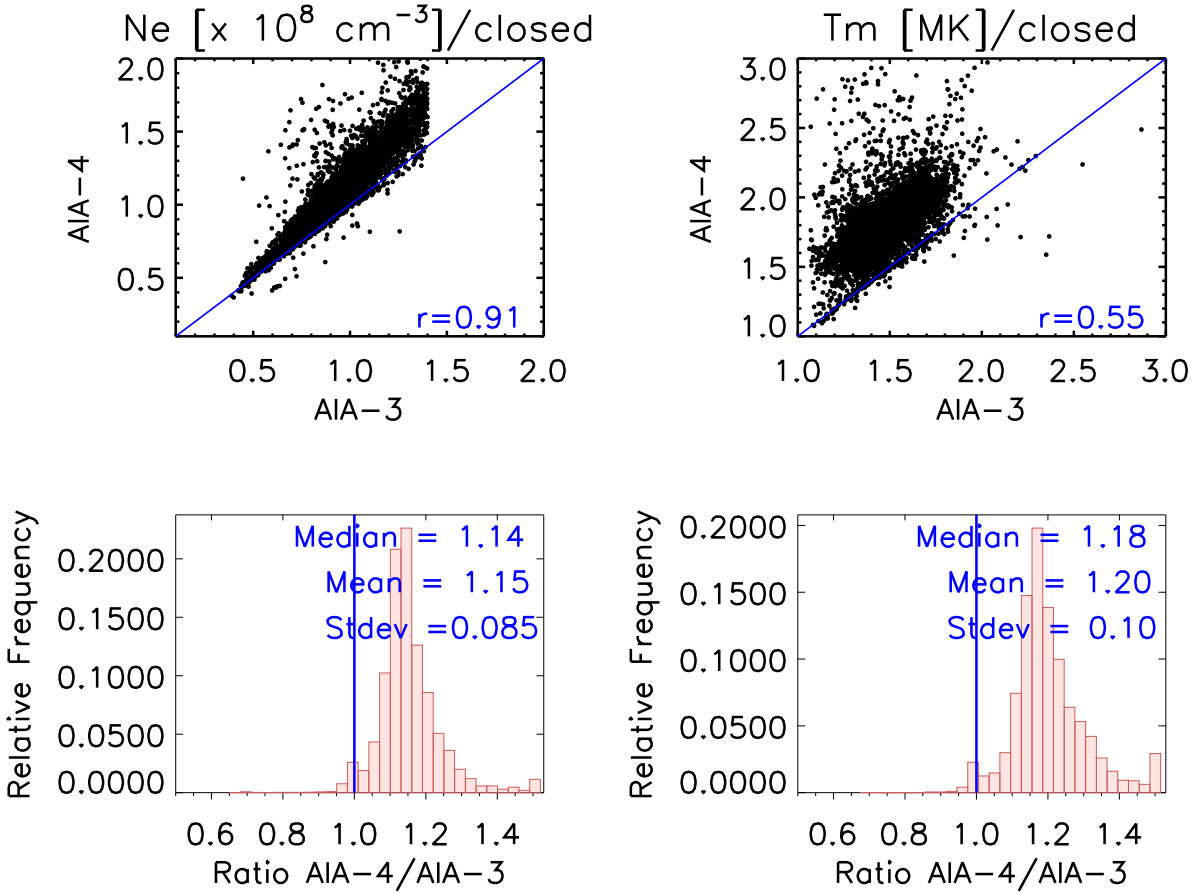 Ne [x 10⁸ cm⁻³]/closed
2.0
1.5
1.0
0.5
AIA-4
r=0.91
0.5 1.0 1.5 2.0
AIA-3
Tm [MK]/closed
3.0
2.5
2.0
1.5
1.0
AIA-4
r=0.55
1.0 1.5 2.0 2.5 3.0
AIA-3
Relative Frequency
0.2000
0.1500
0.1000
0.0500
0.0000
Median = 1.14
Mean = 1.15
Stdev =0.085
0.6 0.8 1.0 1.2 1.4
Ratio AIA-4/AIA-3
Relative Frequency
0.2000
0.1500
0.1000
0.0500
0.0000
Median = 1.18
Mean = 1.20
Stdev = 0.10
0.6 0.8 1.0 1.2 1.4
Ratio AIA-4/AIA-3